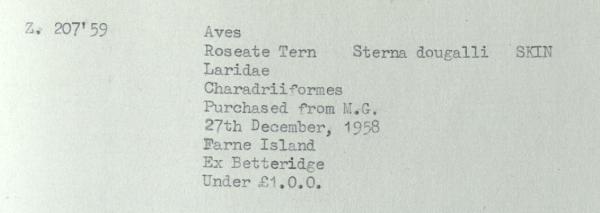 Z. 207'59 Aves
Roseate Tern Sterna dougalli SKIN
Laridae
Charadriiformes
Purchased from M.G.
27th December, 1958
Farne Island
Ex Betteridge
Under £1.0.0.